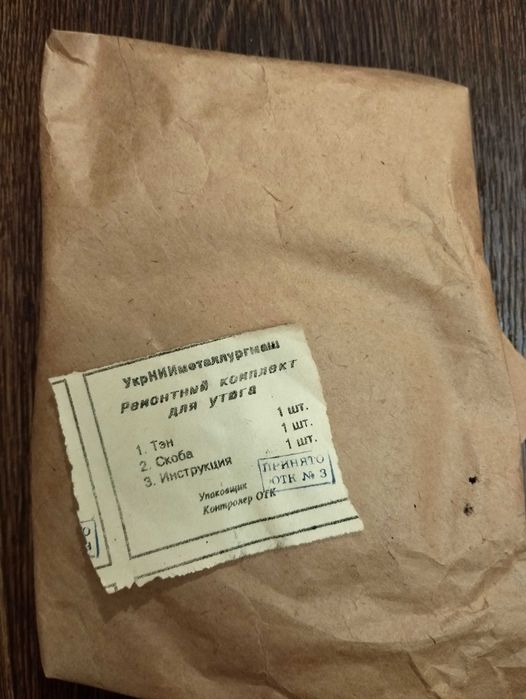 УкрНИИметаллургмаш
Ремонтный комплект
для утюга
1. Тэн 1 шт.
2. Скоба 1 шт.
3. Инструкция 1 шт.
Упаковщик
Контролер ОТК
ПРИНЯТО
ОТК № 3